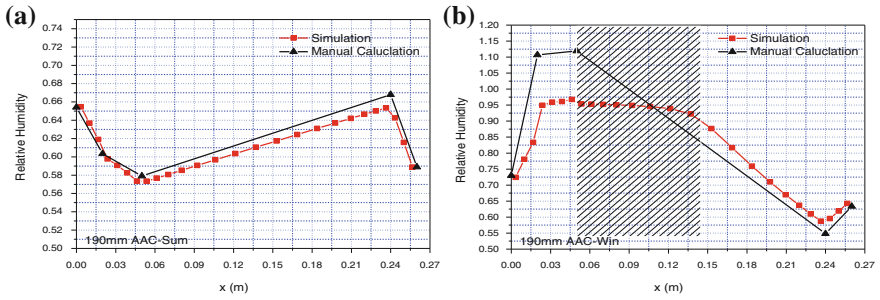 (a)
0.74
0.72
0.70
0.68
0.66
0.64
0.62
0.60
0.58
0.56
0.54
0.52
0.50
Relative Humidity
Simulation
Manual Caluclation
190mm AAC-Sum
0.00 0.03 0.06 0.09 0.12 0.15 0.18 0.21 0.24 0.27
x (m)
(b)
1.20
1.15
1.10
1.05
1.00
0.95
0.90
0.85
0.80
0.75
0.70
0.65
0.60
0.55
0.50
Relative Humidity
Simulation
Manual Calculation
190mm AAC-Win
0.00 0.03 0.06 0.09 0.12 0.15 0.18 0.21 0.24 0.27
x (m)